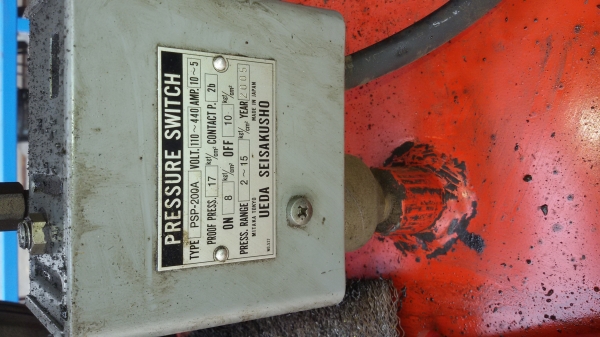 PRESSURE SWITCH
TYPE PSP-200A VOLT. 110~440 AMP. 10~5
PROOF PRESS. 17 kgf/cm² CONTACT P. 2b
ON 8 kgf/cm² OFF 10 kgf/cm²
PRESS. RANGE 2~15 kgf/cm² YEAR 2005
MITAKA TOKYO MADE IN JAPAN
UEDA SEISAKUSHO